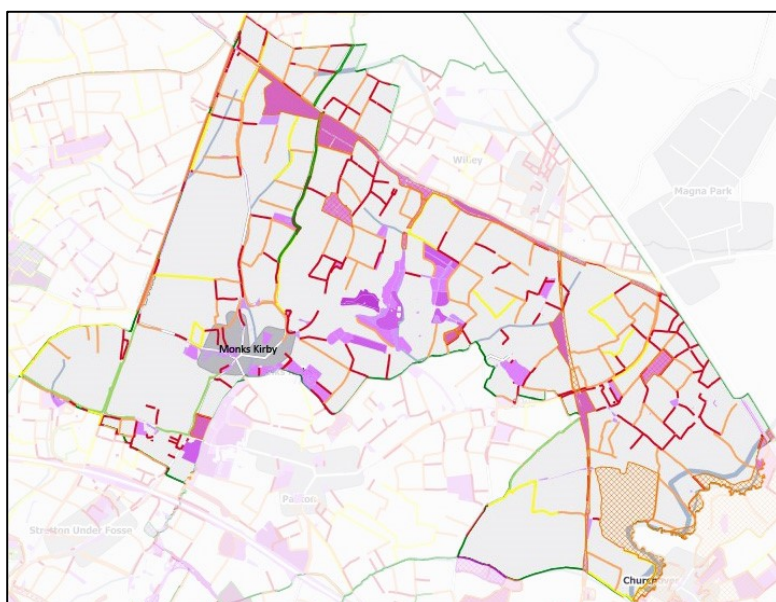 Willey
Magna Park
Monks Kirby
Pailton
Stretton Under Fosse
Churchover